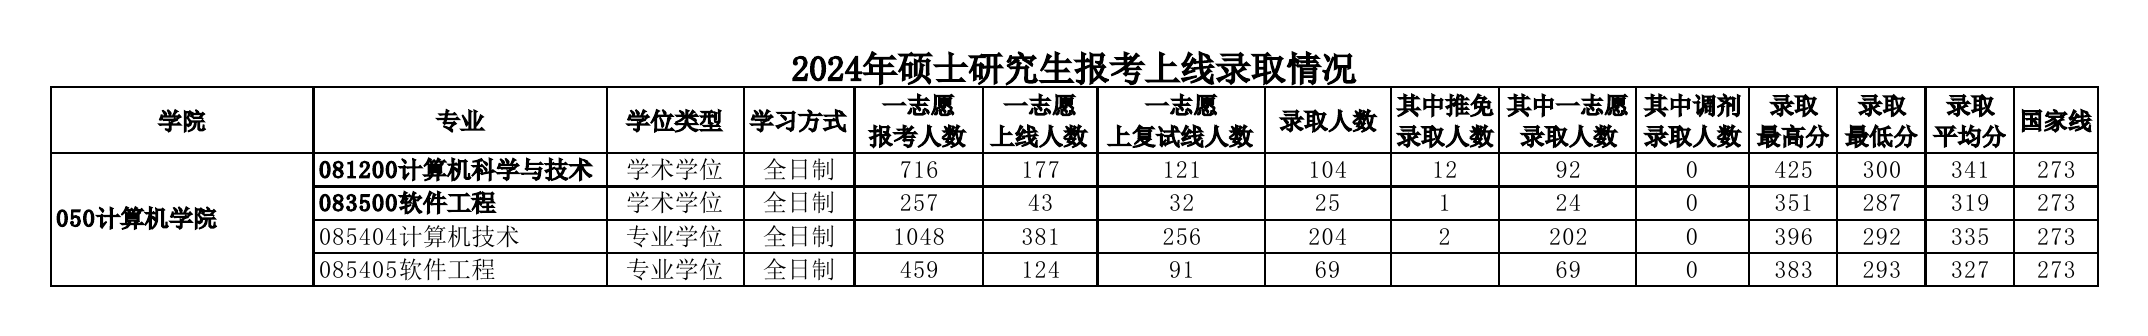 2024年硕士研究生报考上线录取情况
学院 专业 学位类型 学习方式 一志愿报考人数 一志愿上线人数 一志愿上复试线人数 录取人数 其中推免录取人数 其中一志愿录取人数 其中调剂录取人数 录取最高分 录取最低分 录取平均分 国家线
050计算机学院
081200计算机科学与技术 学术学位 全日制 716 177 121 104 12 92 0 425 300 341 273
083500软件工程 学术学位 全日制 257 43 32 25 1 24 0 351 287 319 273
085404计算机技术 专业学位 全日制 1048 381 256 204 2 202 0 396 292 335 273
085405软件工程 专业学位 全日制 459 124 91 69 69 0 383 293 327 273